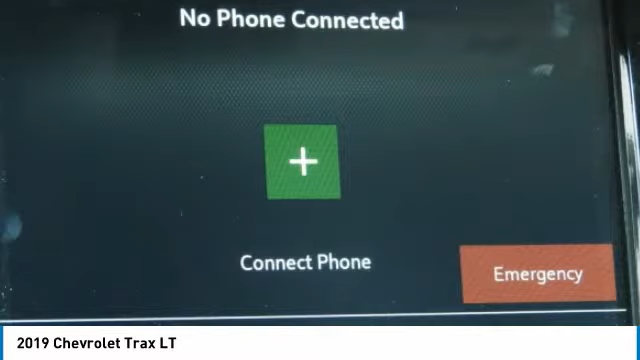 No Phone Connected
Connect Phone
Emergency
2019 Chevrolet Trax LT